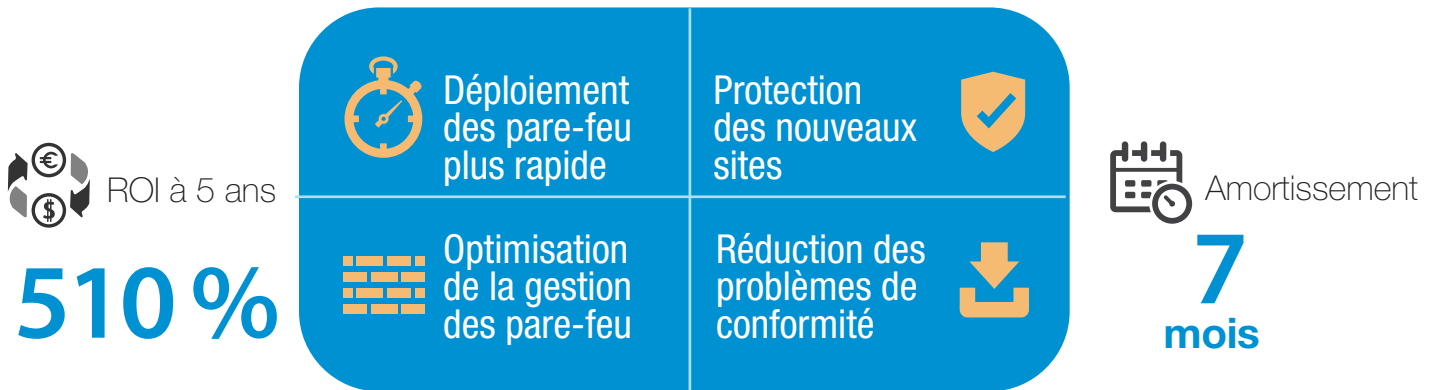 ROI à 5 ans
510 %
Déploiement
des pare-feu
plus rapide
Protection
des nouveaux
sites
Optimisation
de la gestion
des pare-feu
Réduction des
problèmes de
conformité
Amortissement
7
mois